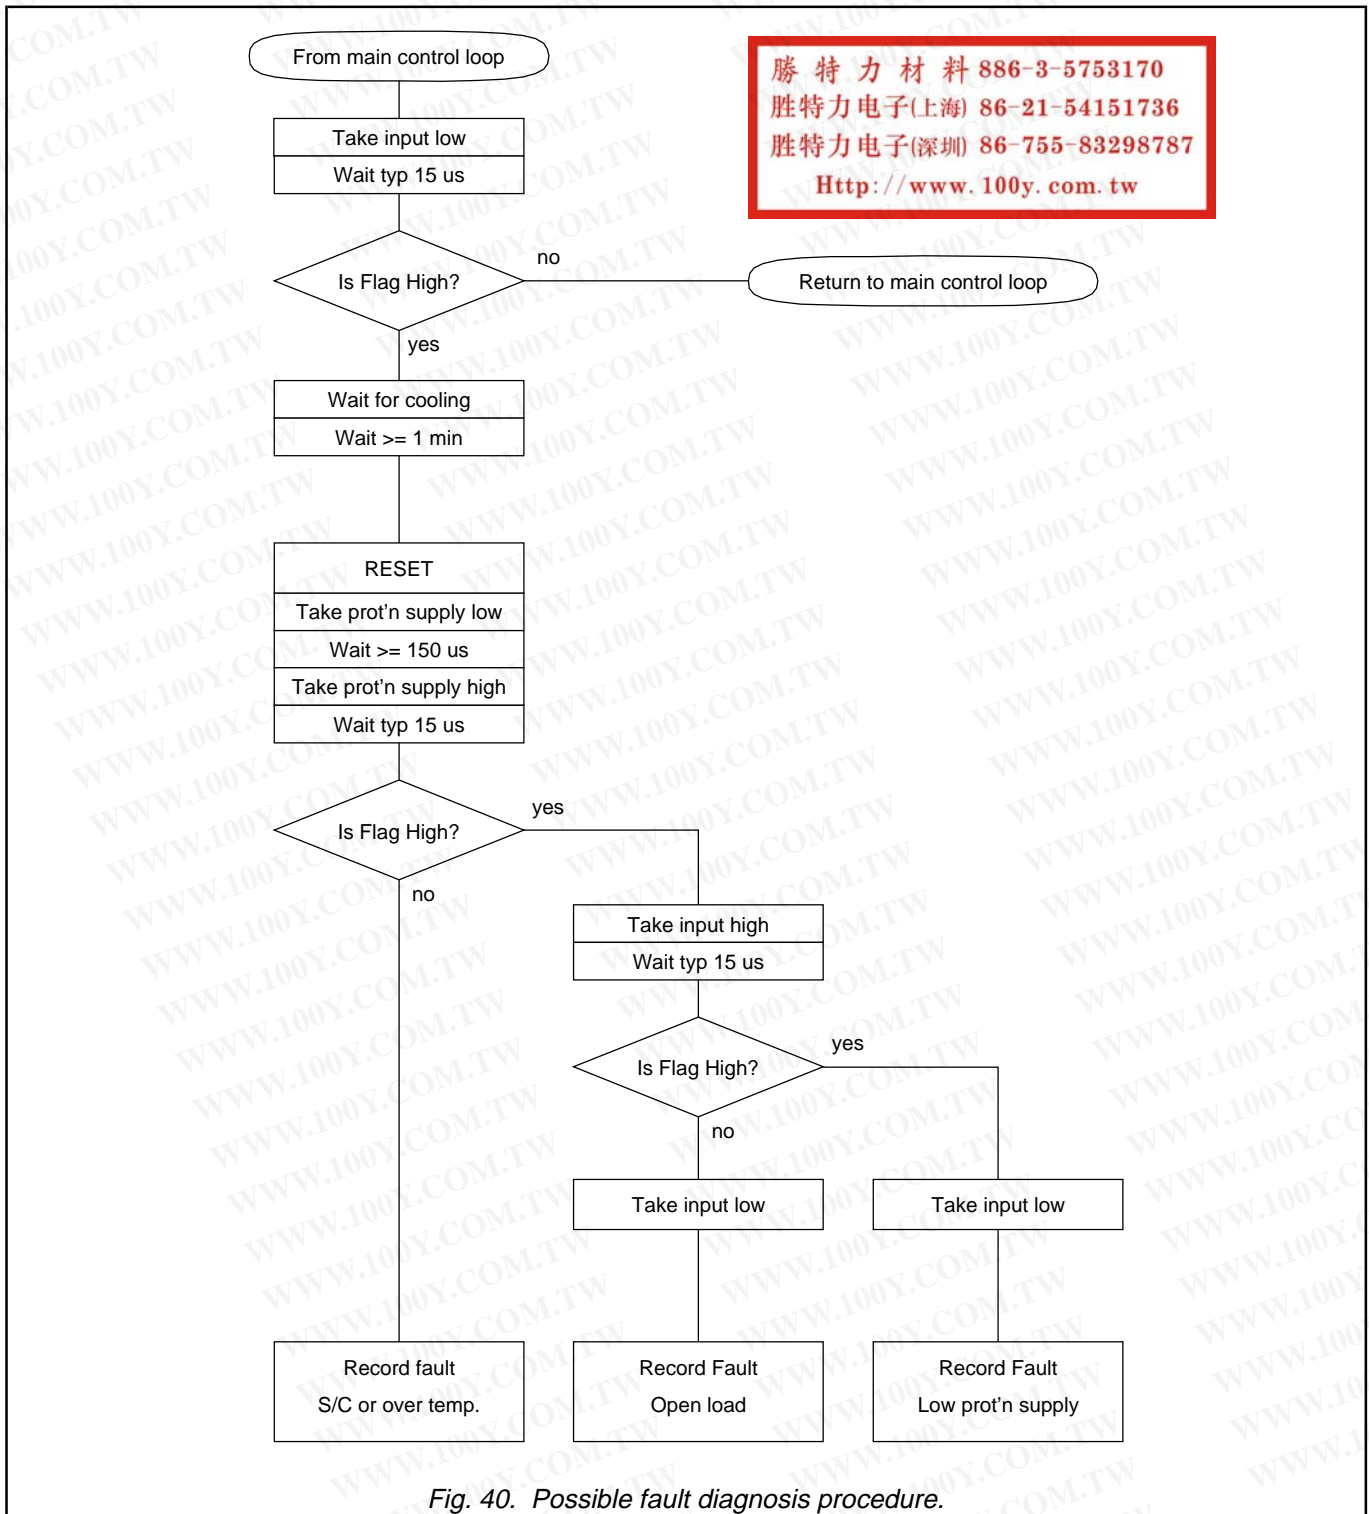 From main control loop
勝 特 力 材 料 886-3-5753170
胜特力电子(上海) 86-21-54151736
胜特力电子(深圳) 86-755-83298787
Http://www. 100y. com. tw
Take input low
Wait typ 15 us
Is Flag High?
no
Return to main control loop
yes
Wait for cooling
Wait >= 1 min
RESET
Take prot'n supply low
Wait >= 150 us
Take prot'n supply high
Wait typ 15 us
Is Flag High?
yes
no
Take input high
Wait typ 15 us
Is Flag High?
yes
no
Take input low
Take input low
Record fault
S/C or over temp.
Record Fault
Open load
Record Fault
Low prot'n supply
Fig. 40. Possible fault diagnosis procedure.
WWW.100Y.COM.TW